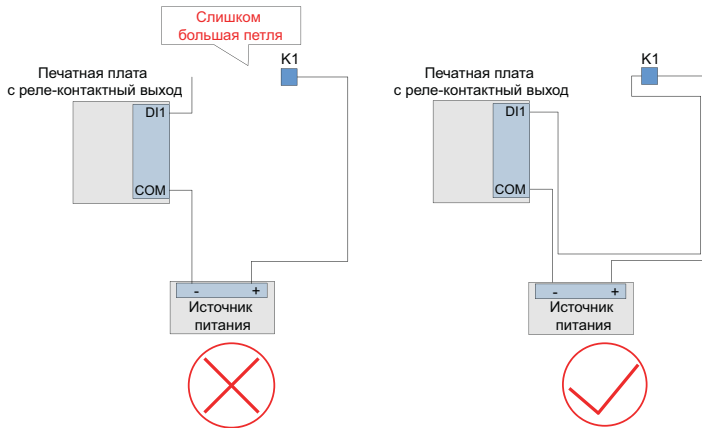 Слишком
большая петля
K1
Печатная плата
с реле-контактный выход
DI1
COM
- +
Источник
питания
K1
Печатная плата
с реле-контактный выход
DI1
COM
- +
Источник
питания